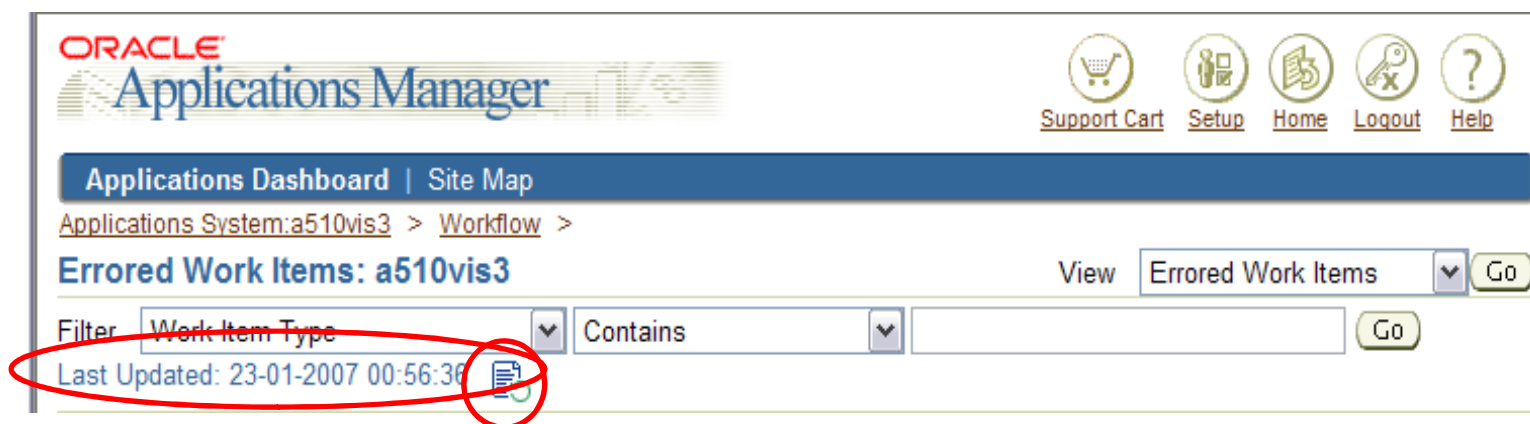 ORACLE
Applications Manager
Support Cart Setup Home Logout Help
Applications Dashboard | Site Map
Applications System:a510vis3 > Workflow >
Errored Work Items: a510vis3 View Errored Work Items Go
Filter Work Item Type Contains Go
Last Updated: 23-01-2007 00:56:36